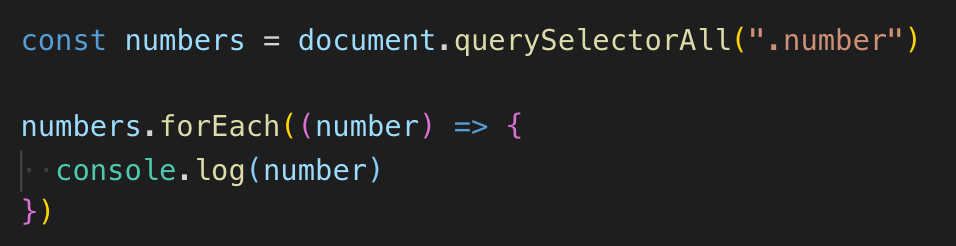 const numbers = document.querySelectorAll(".number")
numbers.forEach((number) => {
  console.log(number)
})